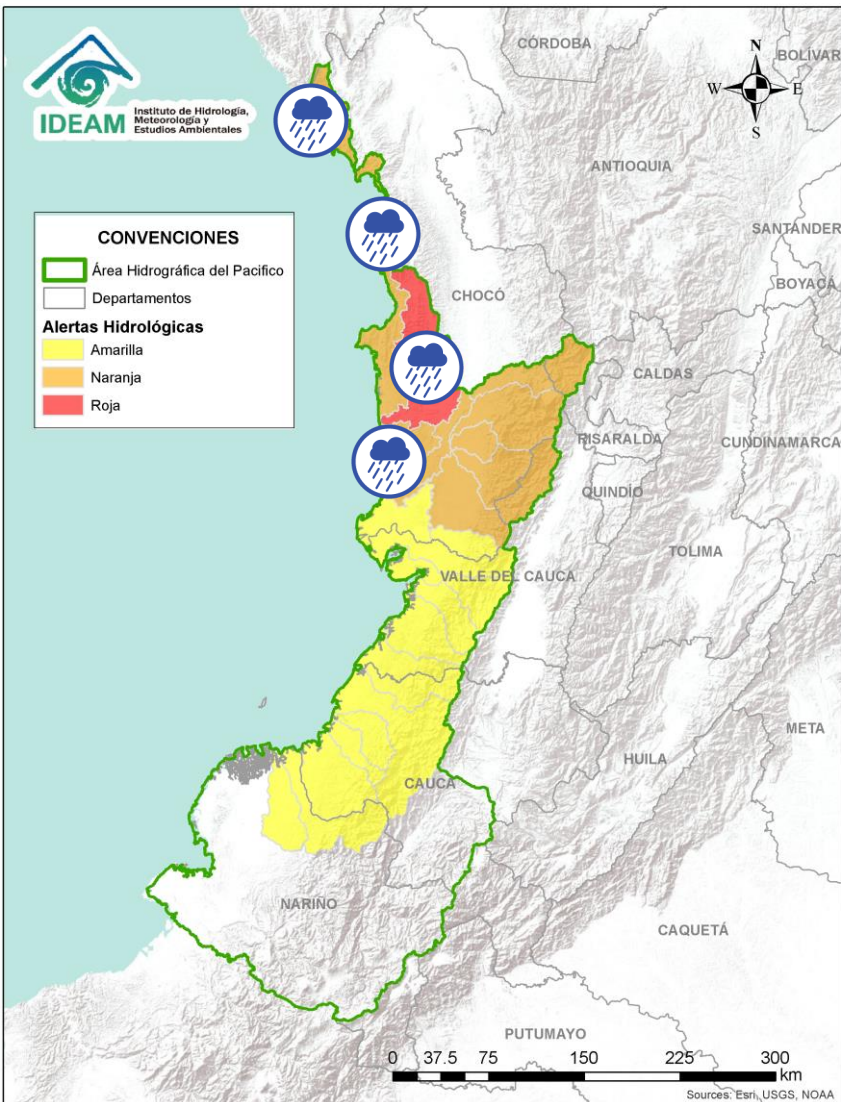 IDEAM
Instituto de Hidrología,
Meteorología y
Estudios Ambientales
CÓRDOBA
BOLÍVAR
N
W E
S
ANTIOQUIA
SANTANDER
BOYACÁ
CONVENCIONES
Área Hidrográfica del Pacifico
Departamentos
Alertas Hidrológicas
Amarilla
Naranja
Roja
CHOCÓ
CALDAS
RISARALDA
CUNDINAMARCA
QUINDÍO
TOLIMA
VALLE DEL CAUCA
META
HUILA
CAUCA
NARIÑO
CAQUETÁ
PUTUMAYO
0 37.5 75 150 225 300
km
Sources: Esri, USGS, NOAA